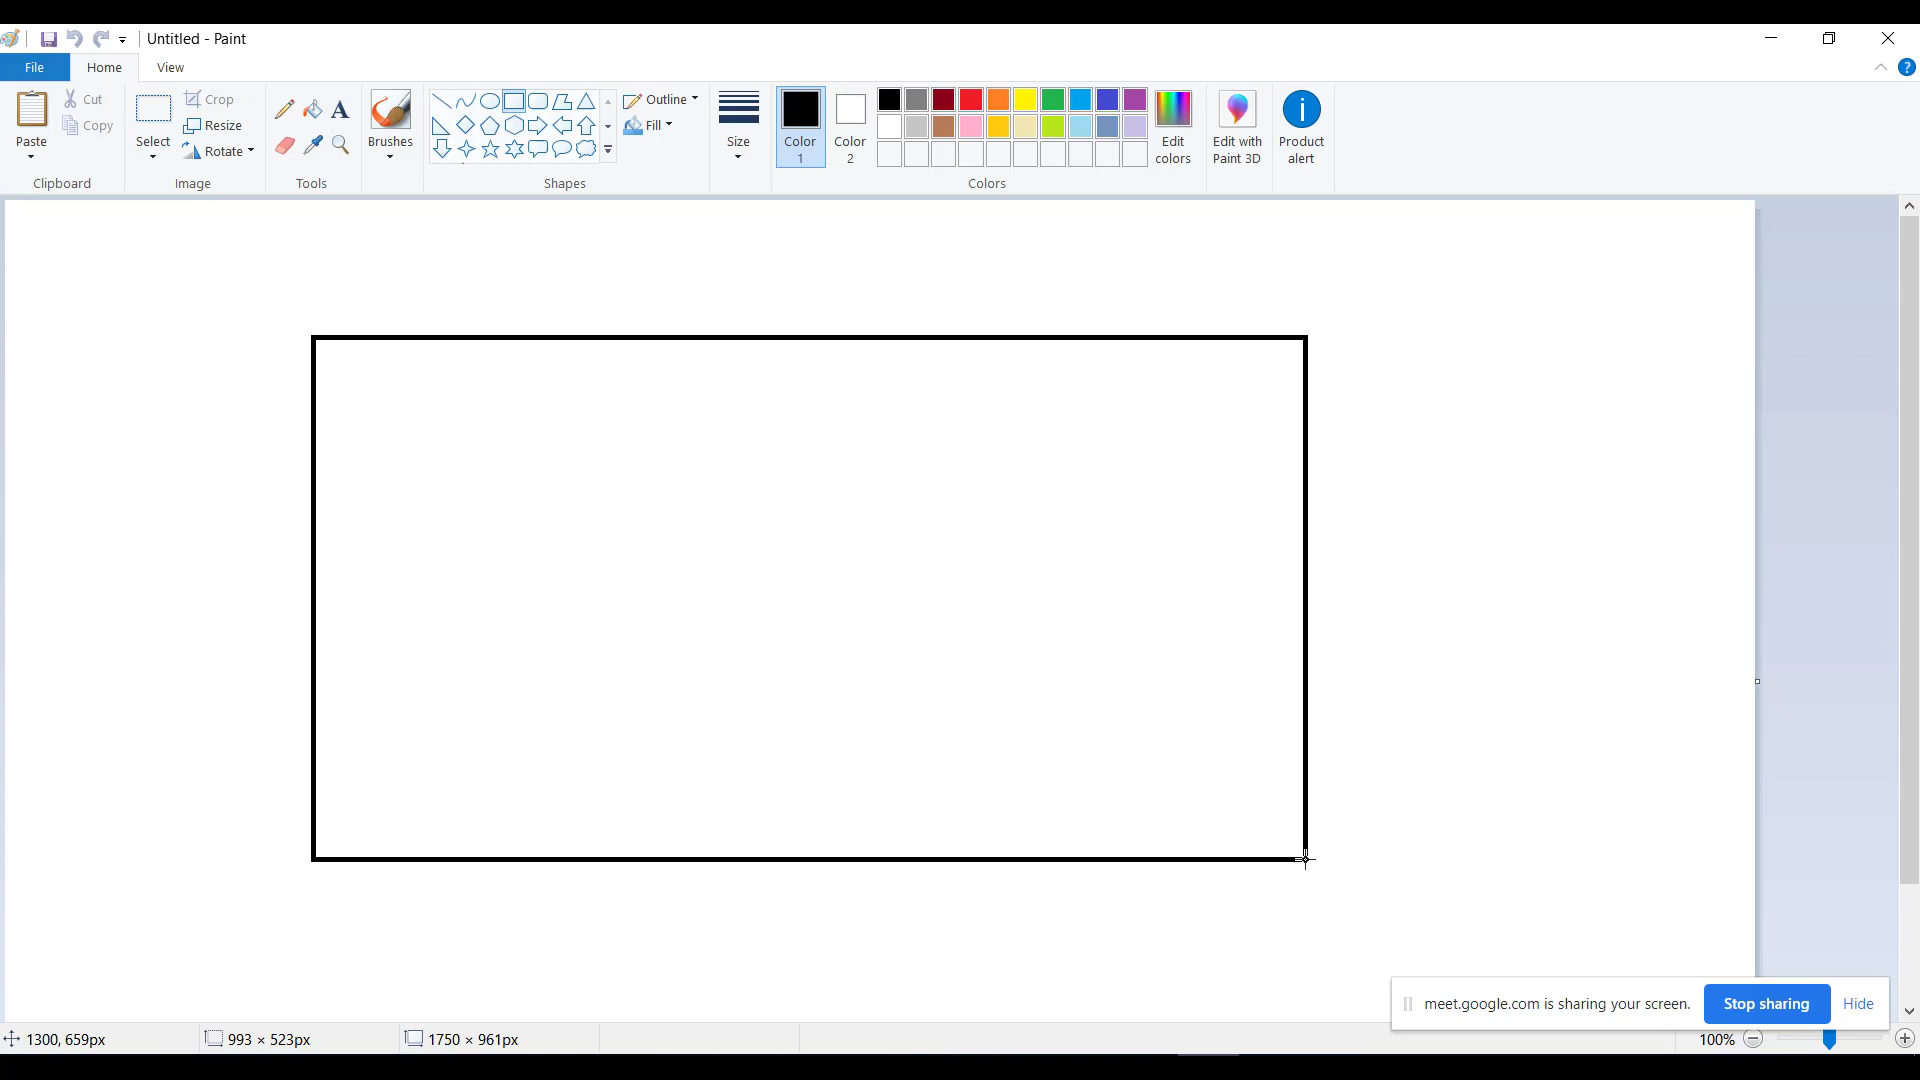 Untitled - Paint
File Home View
Paste
Cut
Copy
Clipboard
Select
Crop
Resize
Rotate
Image
A
Tools
Brushes
Shapes
Outline
Fill
Size
Color
1
Color
2
Colors
Edit
colors
Edit with
Paint 3D
Product
alert
meet.google.com is sharing your screen. Stop sharing Hide
1300, 659px 993 × 523px 1750 × 961px 100%